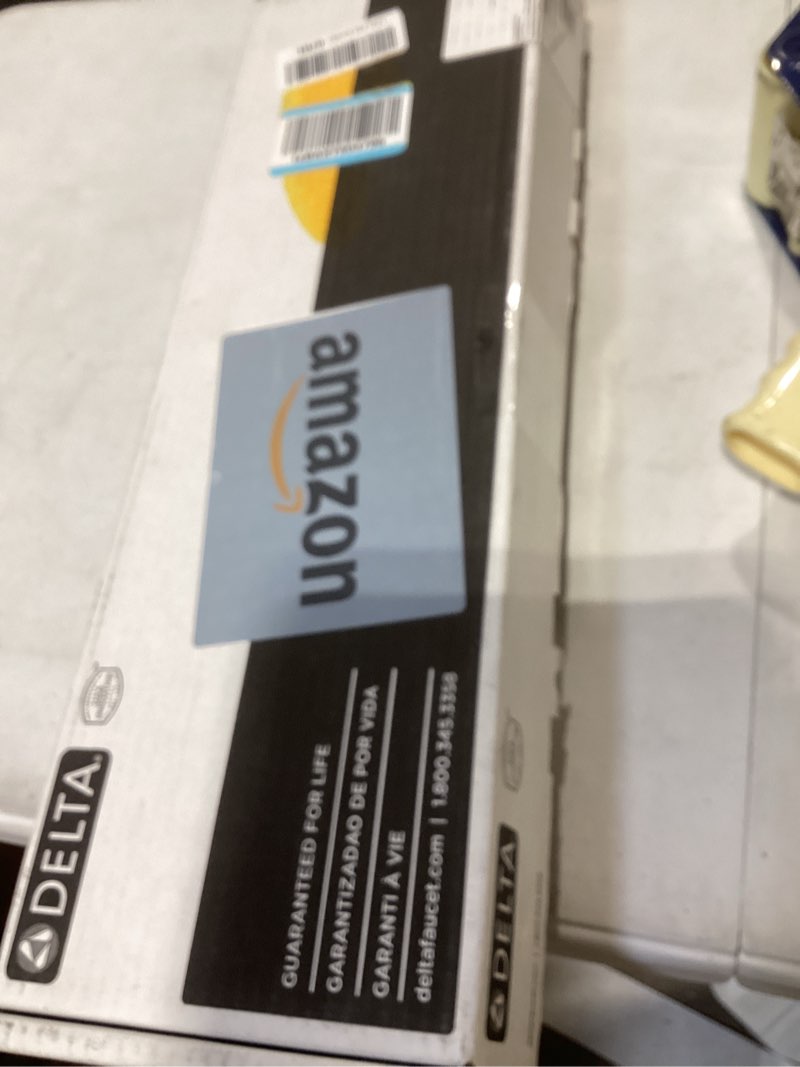 DELTA
amazon
GUARANTEED FOR LIFE
GARANTIZADAO DE POR VIDA
GARANTI À VIE
deltafaucet.com | 1.800.345.3358
DELTA